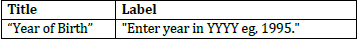 Title Label
“Year of Birth” "Enter year in YYYY eg. 1995."